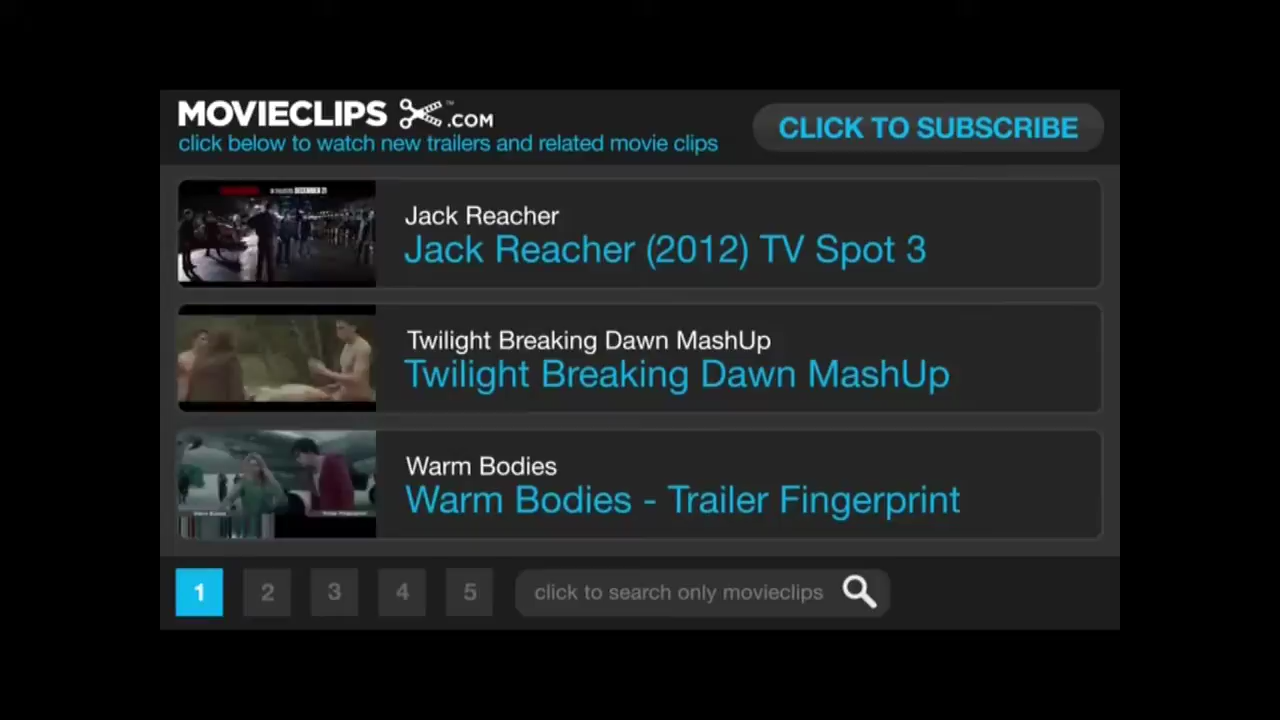 MOVIECLIPS .COM
CLICK TO SUBSCRIBE
click below to watch new trailers and related movie clips
Jack Reacher
Jack Reacher (2012) TV Spot 3
Twilight Breaking Dawn MashUp
Twilight Breaking Dawn MashUp
Warm Bodies
Warm Bodies - Trailer Fingerprint
1 2 3 4 5 click to search only movieclips